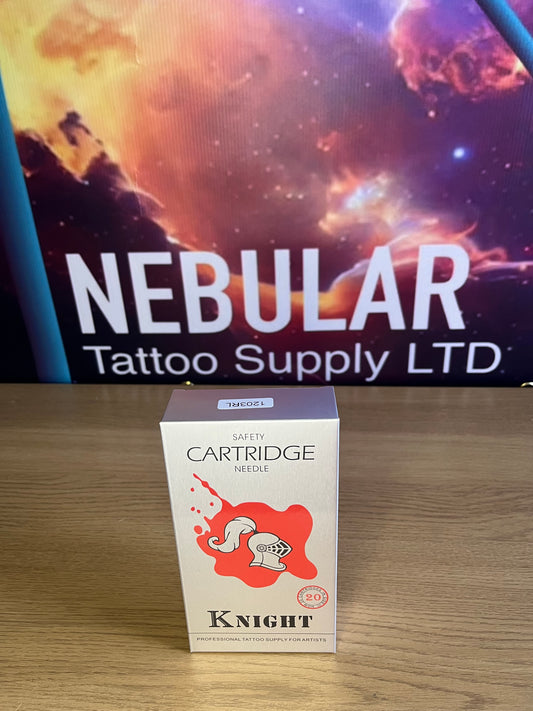 NEBULAR
Tattoo Supply LTD
1203RL
SAFETY
CARTRIDGE
NEEDLE
20
KNIGHT
PROFESSIONAL TATTOO SUPPLY FOR ARTISTS